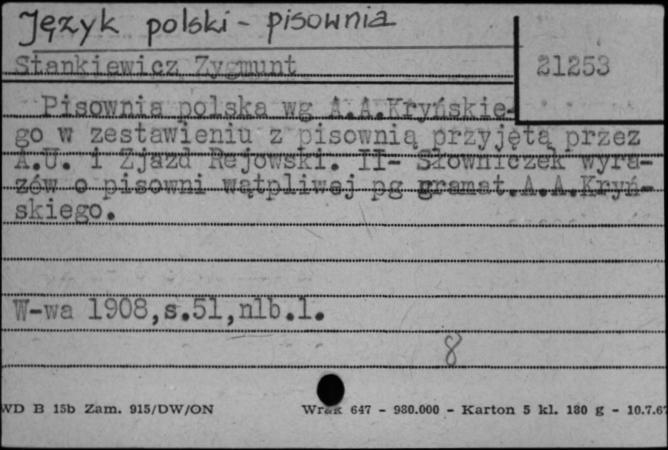 Język polski - pisownia
Stankiewicz Zygmunt
21253
Pisownia polska wg A.A.Kryńskie-
go w zestawieniu z pisownią przyjętą przez
A.U. i Zjazd Rejowski. II- Słowniczek wyra-
zów o pisowni wątpliwej pg gramat.A.A.Kryń-
skiego.
W-wa 1908,s.51,nlb.1.
8
WD B 15b Zam. 915/DW/ON Wrak 647 - 980.000 - Karton 5 kl. 180 g - 10.7.67